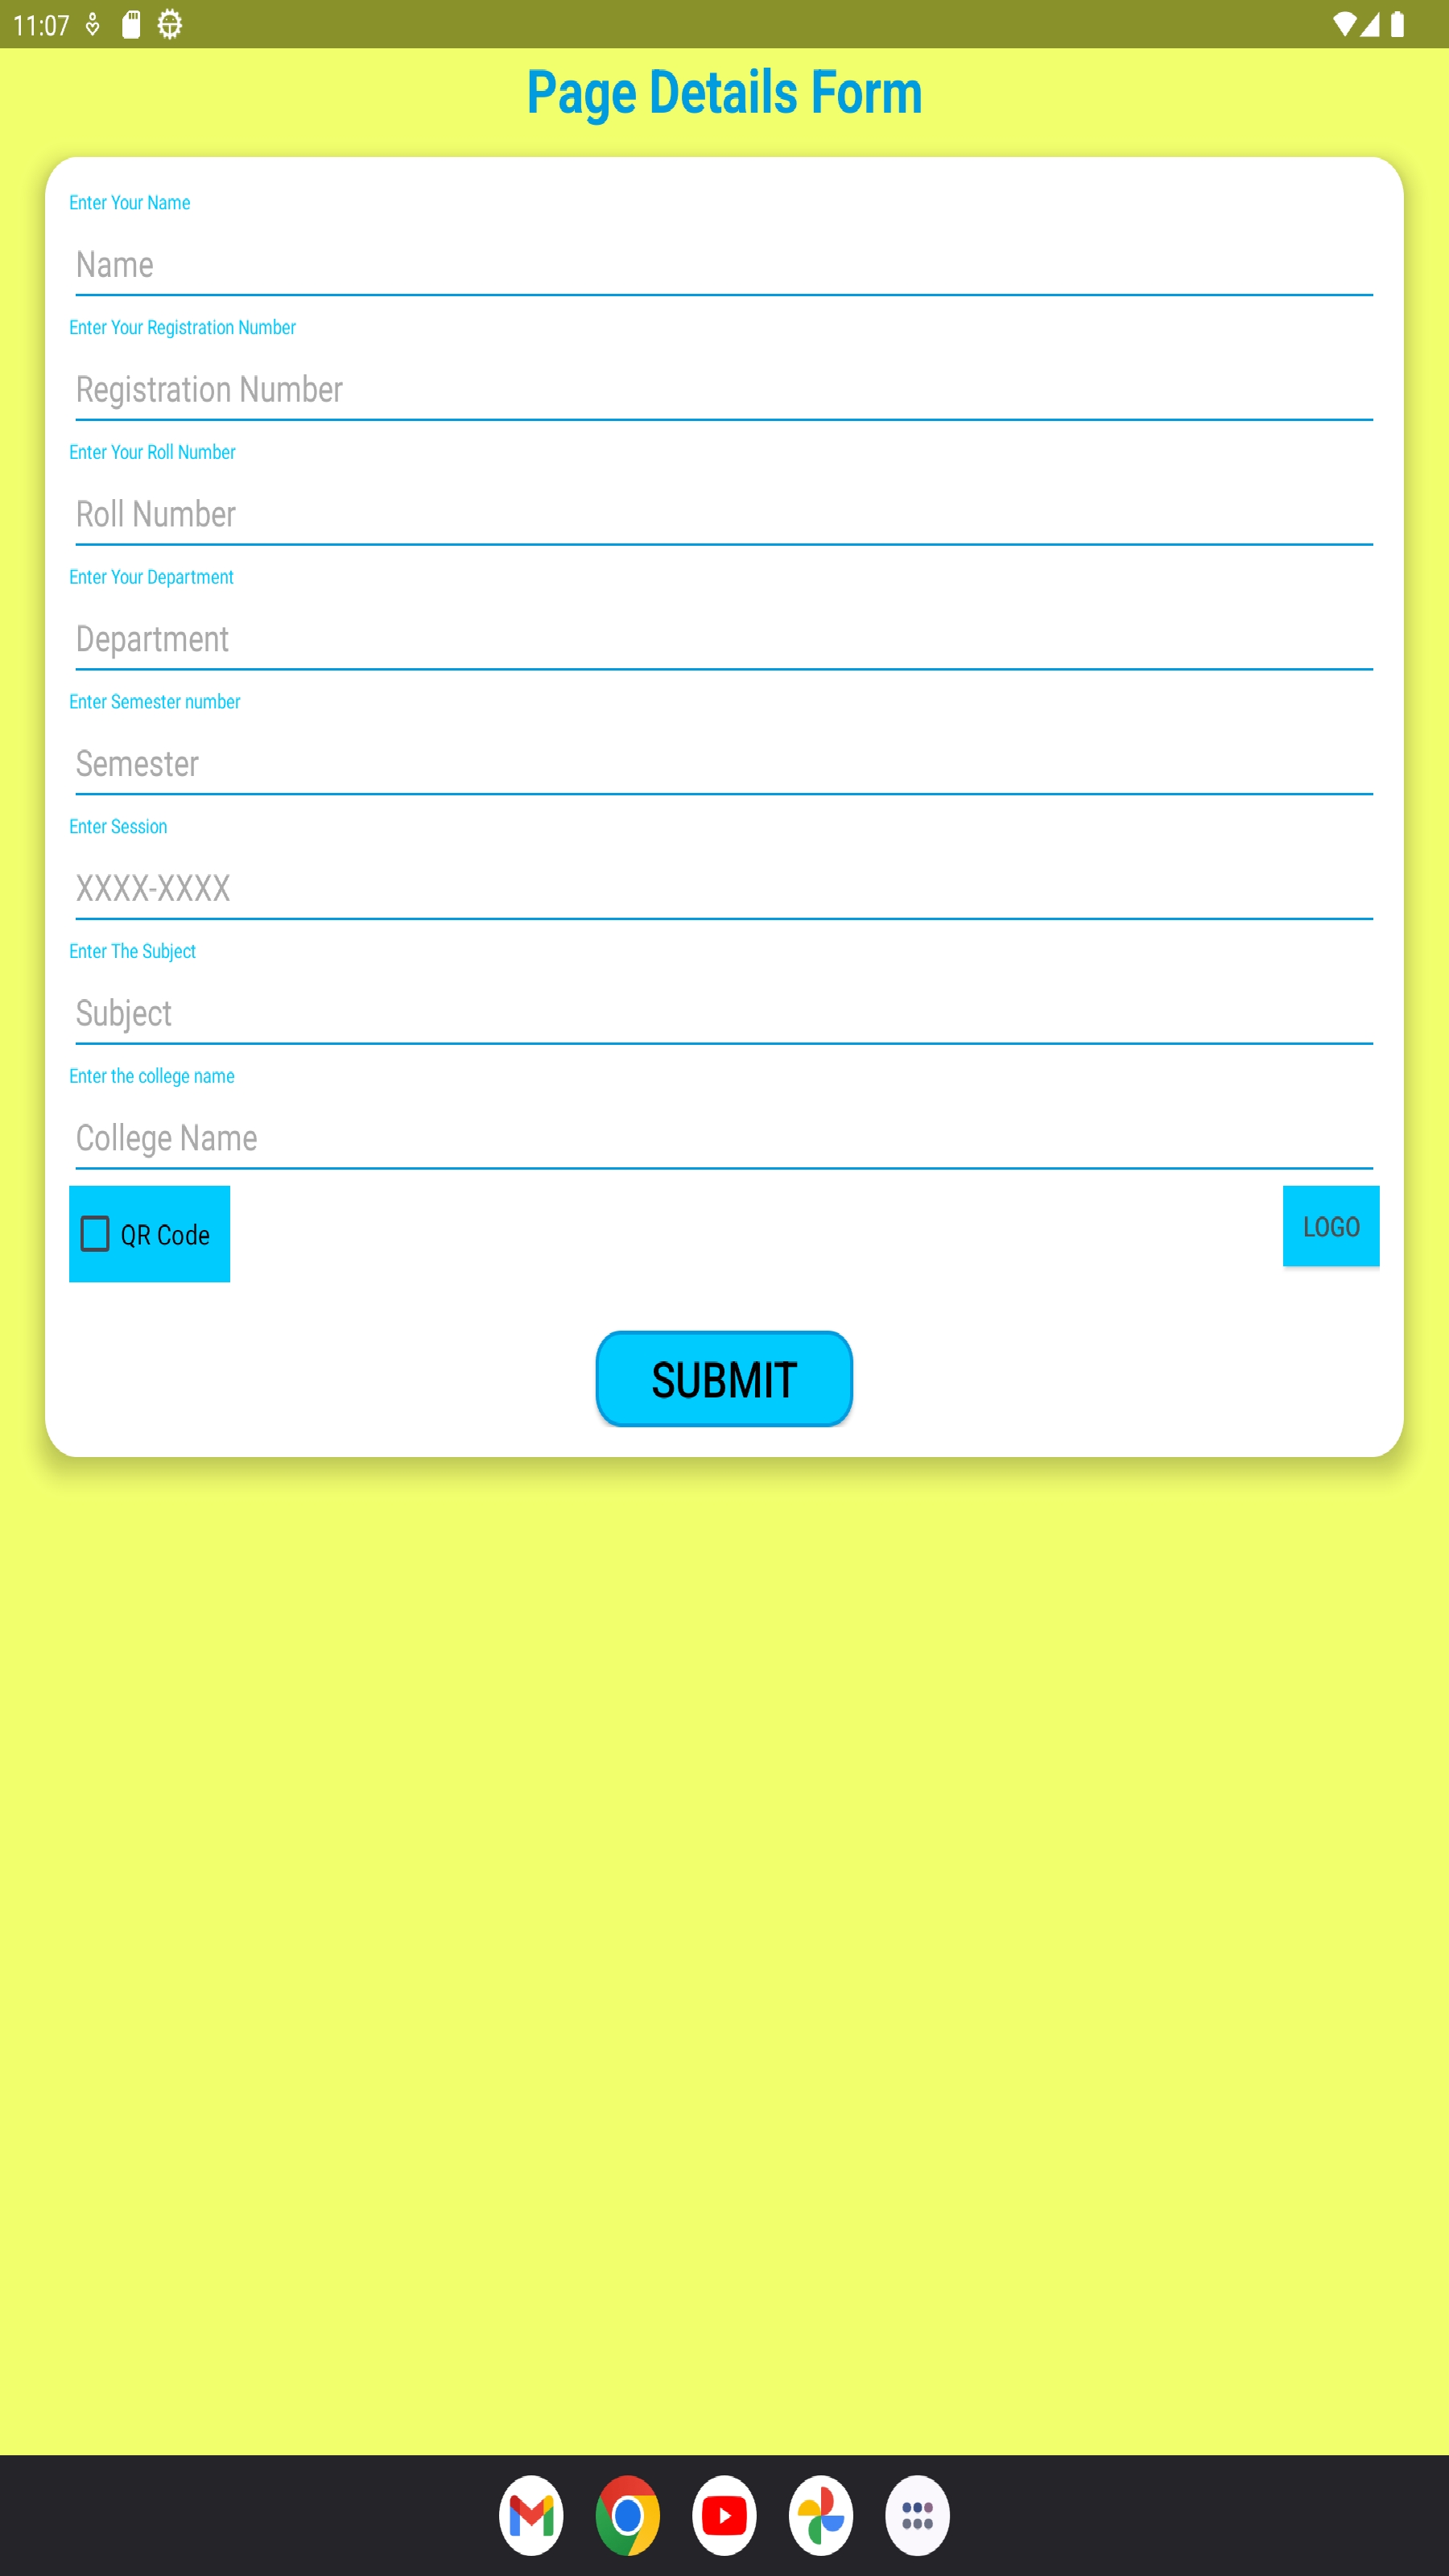 11:07
Page Details Form
Enter Your Name
Name
Enter Your Registration Number
Registration Number
Enter Your Roll Number
Roll Number
Enter Your Department
Department
Enter Semester number
Semester
Enter Session
XXXX-XXXX
Enter The Subject
Subject
Enter the college name
College Name
QR Code
LOGO
SUBMIT